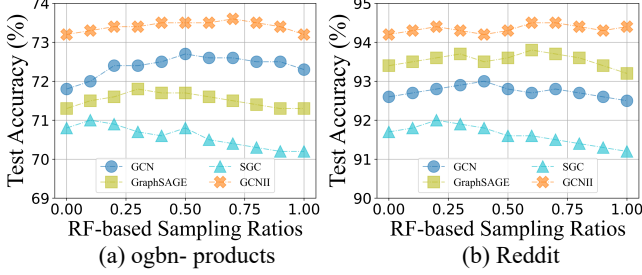 Test Accuracy (%)
74
73
72
71
70
69
GCN
GraphSAGE
SGC
GCNII
0.00 0.25 0.50 0.75 1.00
RF-based Sampling Ratios
(a) ogbn- products
Test Accuracy (%)
95
94
93
92
91
90
GCN
GraphSAGE
SGC
GCNII
0.00 0.25 0.50 0.75 1.00
RF-based Sampling Ratios
(b) Reddit